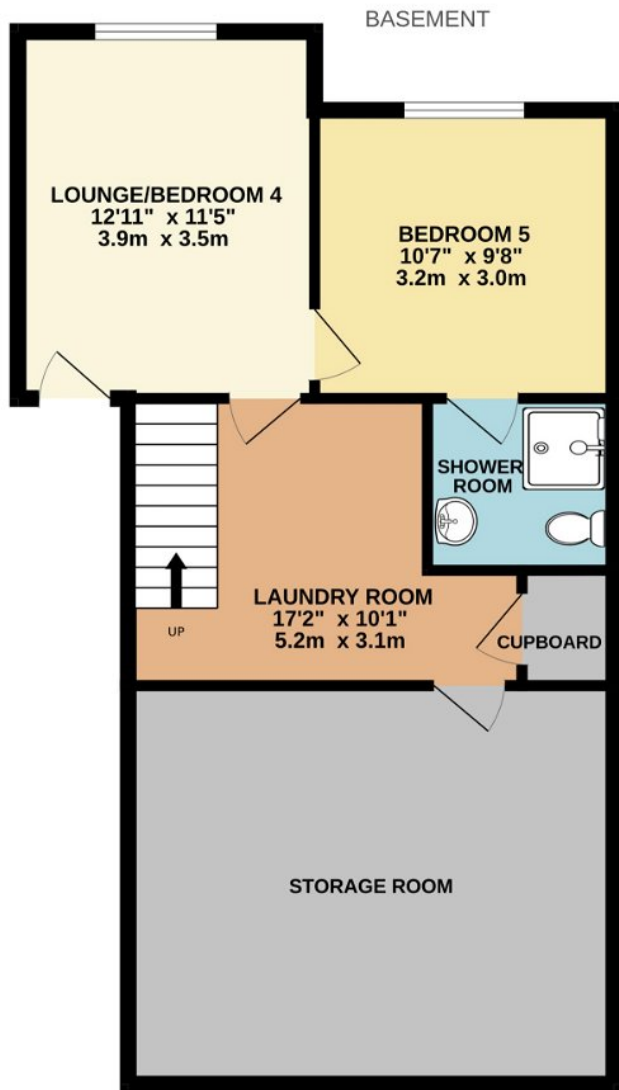 BASEMENT
LOUNGE/BEDROOM 4
12'11" x 11'5"
3.9m x 3.5m
BEDROOM 5
10'7" x 9'8"
3.2m x 3.0m
SHOWER
ROOM
LAUNDRY ROOM
17'2" x 10'1"
5.2m x 3.1m
UP
CUPBOARD
STORAGE ROOM